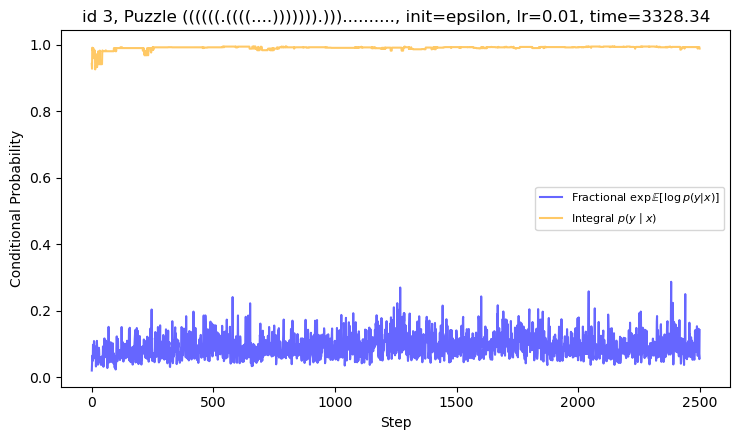 id 3, Puzzle ((((((.((((....))))))).))).........., init=epsilon, lr=0.01, time=3328.34
Conditional Probability
1.0
0.8
0.6
0.4
0.2
0.0
Fractional exp𝔼[log p(y|x)]
Integral p(y | x)
0
500
1000
1500
2000
2500
Step